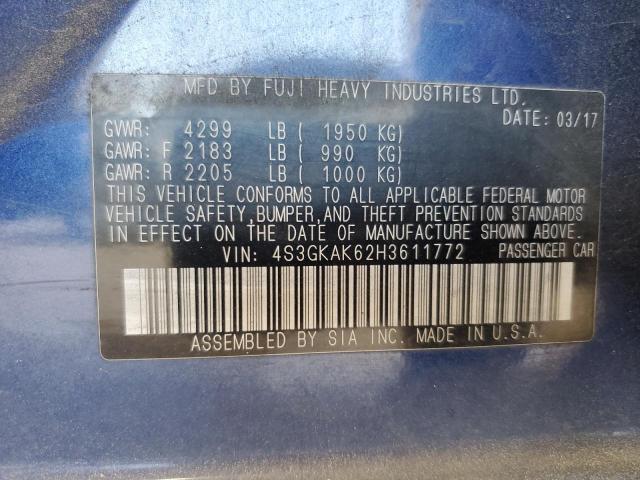 MFD BY FUJI HEAVY INDUSTRIES LTD.
DATE: 03/17
GVWR: 4299 LB ( 1950 KG)
GAWR: F 2183 LB ( 990 KG)
GAWR: R 2205 LB ( 1000 KG)
THIS VEHICLE CONFORMS TO ALL APPLICABLE FEDERAL MOTOR
VEHICLE SAFETY,BUMPER,AND THEFT PREVENTION STANDARDS
IN EFFECT ON THE DATE OF MANUFACTURE SHOWN ABOVE.
VIN: 4S3GKAK62H3611772 PASSENGER CAR
ASSEMBLED BY SIA INC. MADE IN U.S.A.